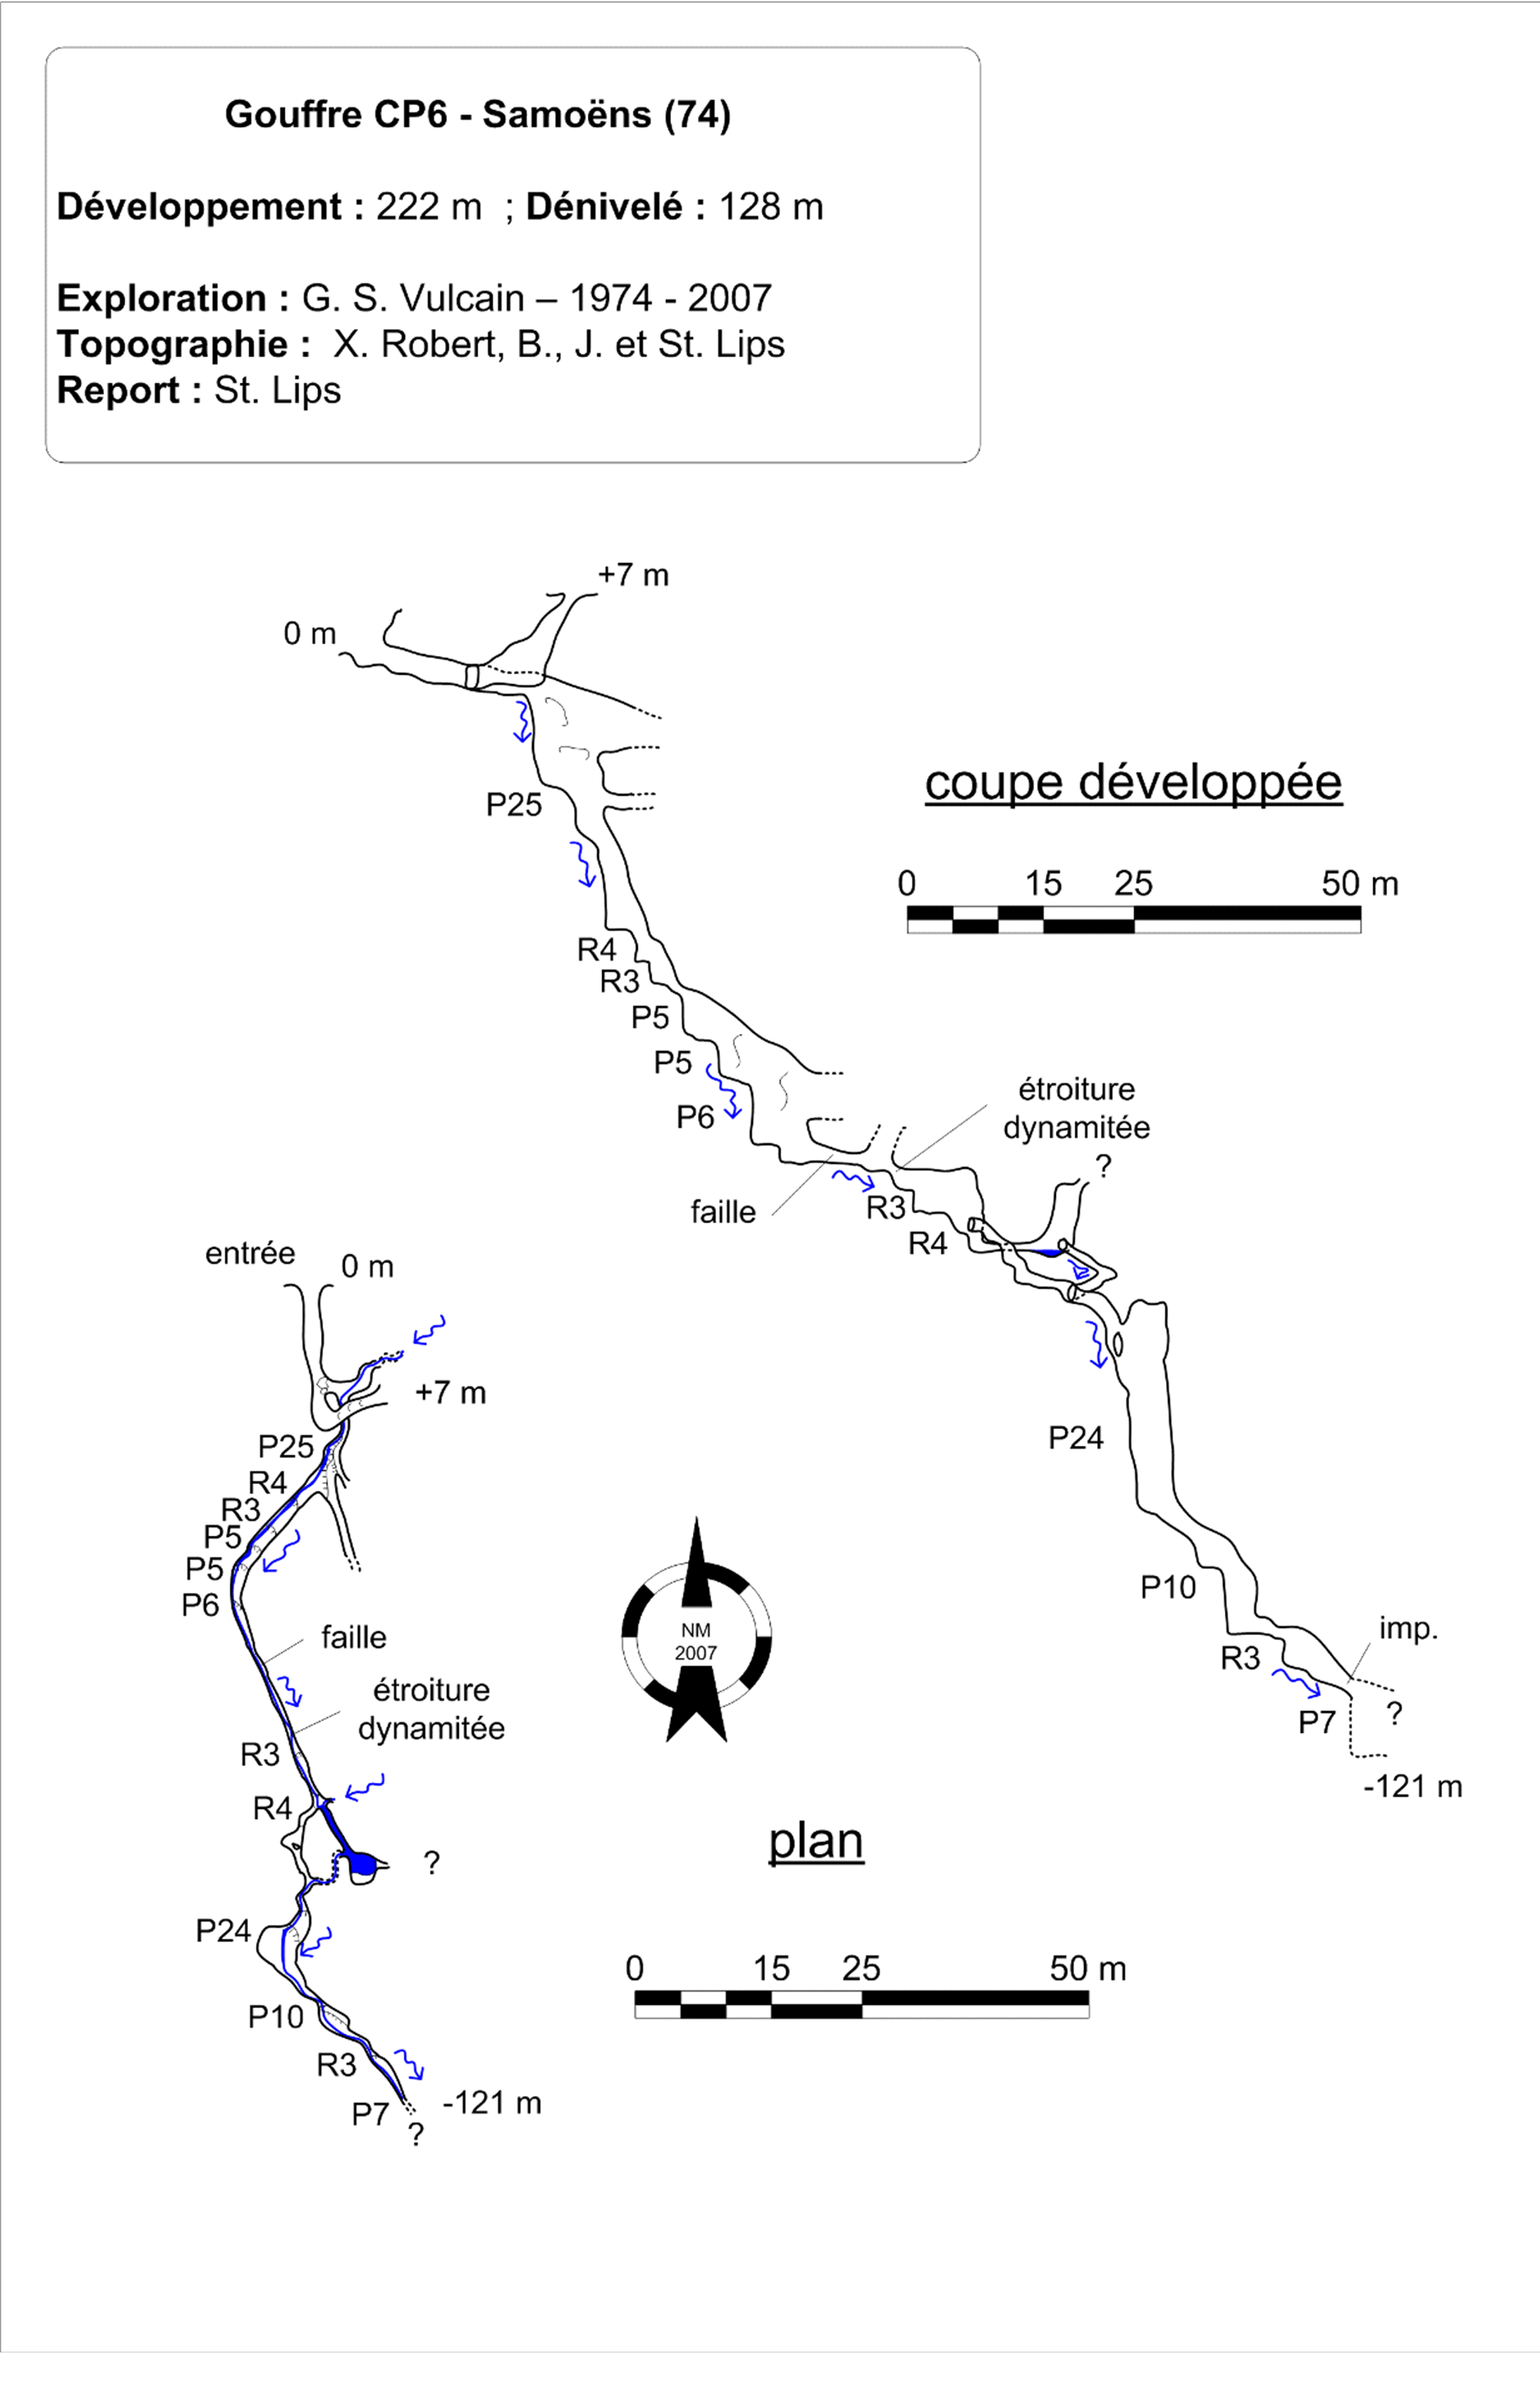 Gouffre CP6 - Samoëns (74)
Développement : 222 m ; Dénivelé : 128 m
Exploration : G. S. Vulcain – 1974 - 2007
Topographie : X. Robert, B., J. et St. Lips
Report : St. Lips
+7 m
0 m
coupe développée
P25
0 15 25 50 m
R4
R3
P5
P5
P6
étroiture
dynamitée
?
faille
R3
R4
P24
P10
imp.
R3
?
P7
-121 m
entrée
0 m
+7 m
P25
R4
R3
P5
P5
P6
faille
étroiture
dynamitée
R3
R4
?
P24
P10
R3
P7
-121 m
?
NM
2007
plan
0 15 25 50 m